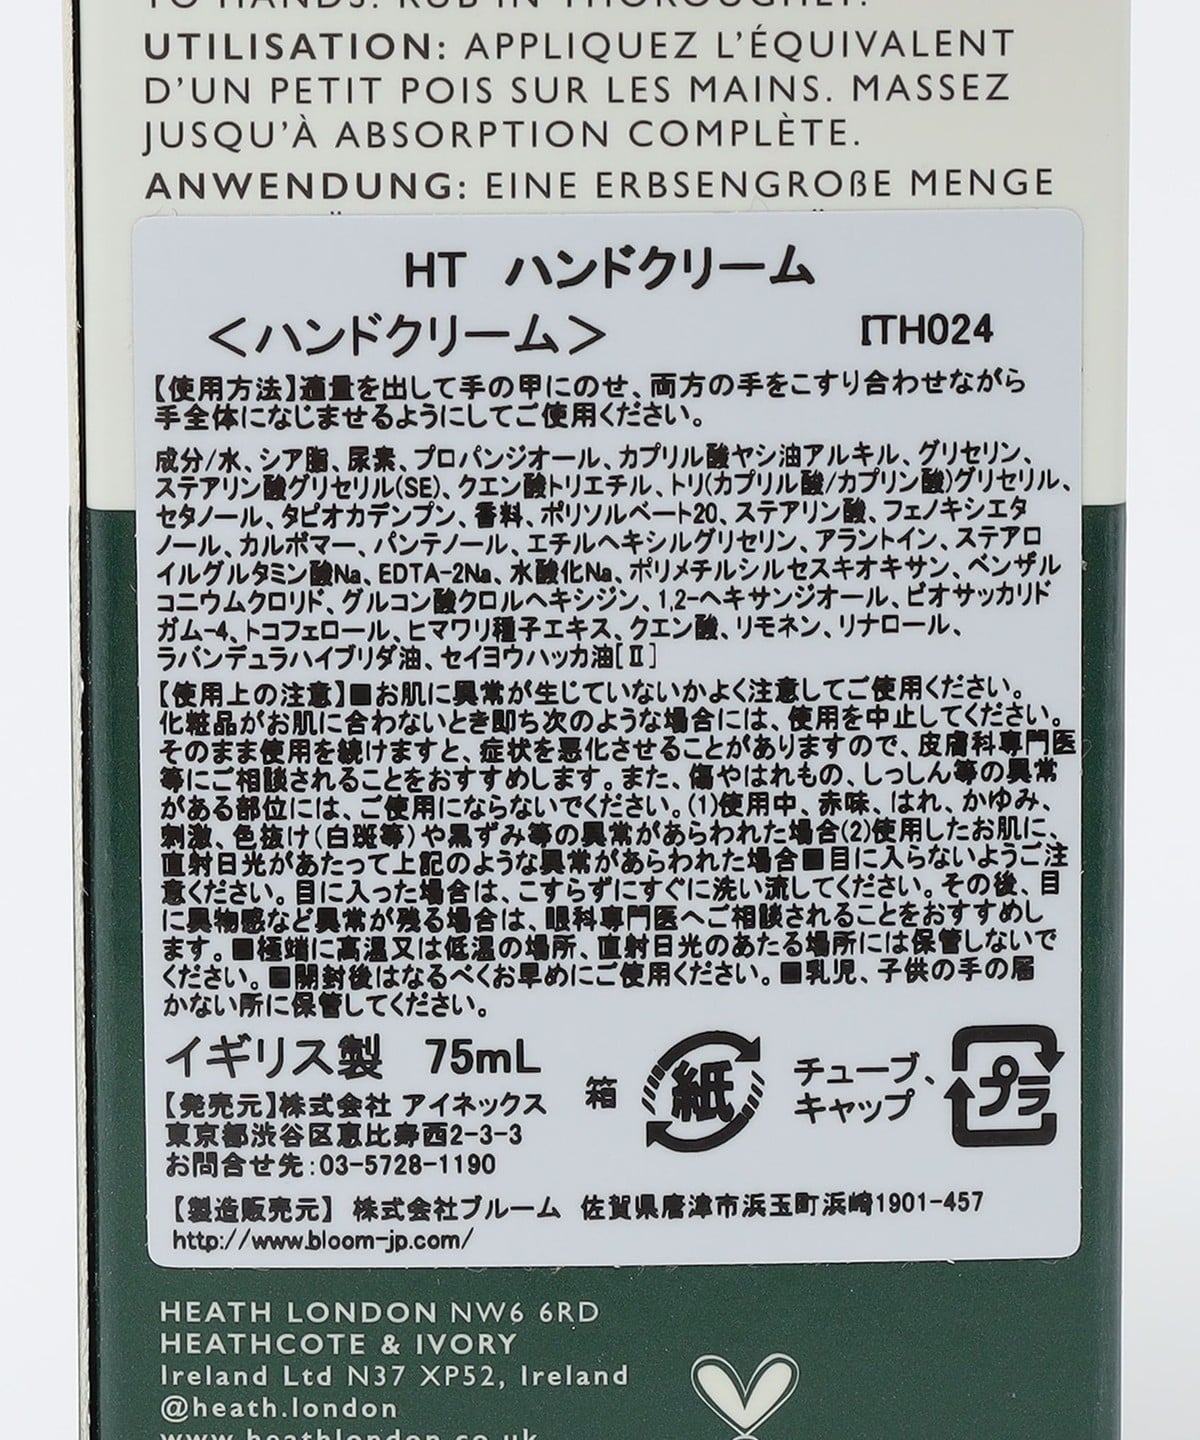 TO HANDS. RUB IN THOROUGHLY.
UTILISATION: APPLIQUEZ L'ÉQUIVALENT
D'UN PETIT POIS SUR LES MAINS. MASSEZ
JUSQU'À ABSORPTION COMPLÈTE.
ANWENDUNG: EINE ERBSENGROßE MENGE
HT ハンドクリーム
＜ハンドクリーム＞ ITH024
【使用方法】適量を出して手の甲にのせ、両方の手をこすり合わせながら
手全体になじませるようにしてご使用ください。
成分/水、シア脂、尿素、プロパンジオール、カプリル酸ヤシ油アルキル、グリセリン、
ステアリン酸グリセリル(SE)、クエン酸トリエチル、トリ(カプリル酸/カプリン酸)グリセリル、
セタノール、タピオカデンプン、香料、ポリソルベート20、ステアリン酸、フェノキシエタ
ノール、カルボマー、パンテノール、エチルヘキシルグリセリン、アラントイン、ステアロ
イルグルタミン酸Na、EDTA-2Na、水酸化Na、ポリメチルシルセスキオキサン、ベンザル
コニウムクロリド、グルコン酸クロルヘキシジン、1,2-ヘキサンジオール、ビオサッカリド
ガム-4、トコフェロール、ヒマワリ種子エキス、クエン酸、リモネン、リナロール、
ラバンデュラハイブリダ油、セイヨウハッカ油[Ⅱ]
【使用上の注意】■お肌に異常が生じていないかよく注意してご使用ください。
化粧品がお肌に合わないとき即ち次のような場合には、使用を中止してください。
そのまま使用を続けますと、症状を悪化させることがありますので、皮膚科専門医
等にご相談されることをおすすめします。また、傷やはれもの、しっしん等の異常
がある部位には、ご使用にならないでください。(1)使用中、赤味、はれ、かゆみ、
刺激、色抜け(白斑等)や黒ずみ等の異常があらわれた場合(2)使用したお肌に、
直射日光があたって上記のような異常があらわれた場合■目に入らないようご注
意ください。目に入った場合は、こすらずにすぐに洗い流してください。その後、目
に異物感など異常が残る場合は、眼科専門医へご相談されることをおすすめし
ます。■極端に高温又は低温の場所、直射日光のあたる場所には保管しないで
ください。■開封後はなるべくお早めにご使用ください。■乳児、子供の手の届
かない所に保管してください。
イギリス製 75mL
箱 紙 チューブ、
キャップ プラ
【発売元】株式会社 アイネックス
東京都渋谷区恵比寿西2-3-3
お問合せ先:03-5728-1190
【製造販売元】 株式会社ブルーム 佐賀県唐津市浜玉町浜崎1901-457
http://www.bloom-jp.com/
HEATH LONDON NW6 6RD
HEATHCOTE & IVORY
Ireland Ltd N37 XP52, Ireland
@heath.london
www.heathlondon.co.uk